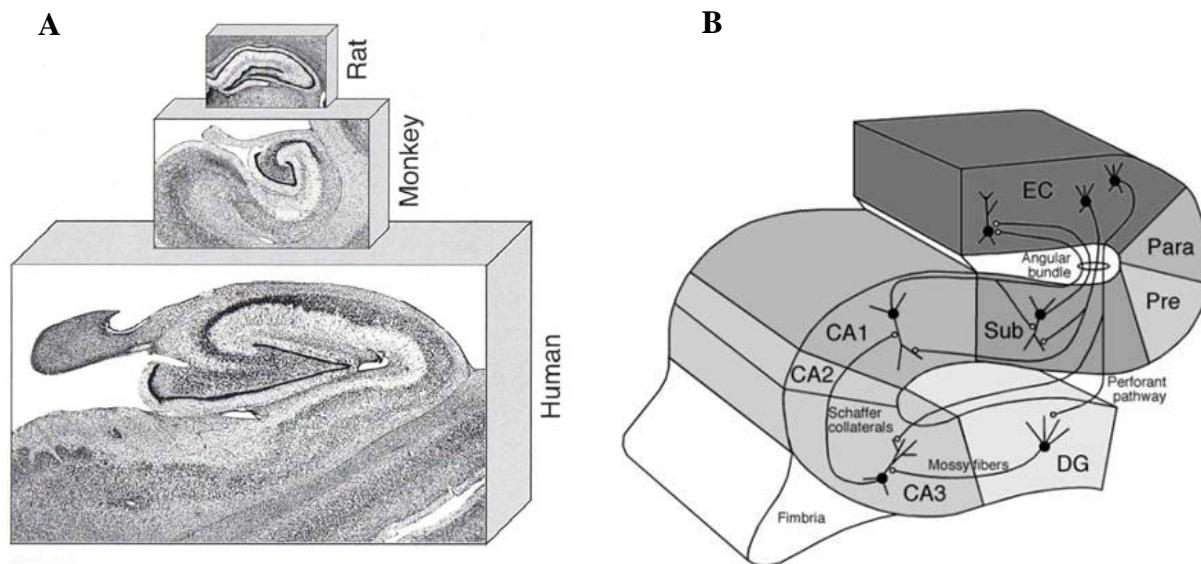 A
Rat
Monkey
Human
B
EC
Para
Angular
bundle
Pre
CA1
Sub
CA2
Perforant
pathway
Schaffer
collaterals
Mossy fibers
DG
CA3
Fimbria